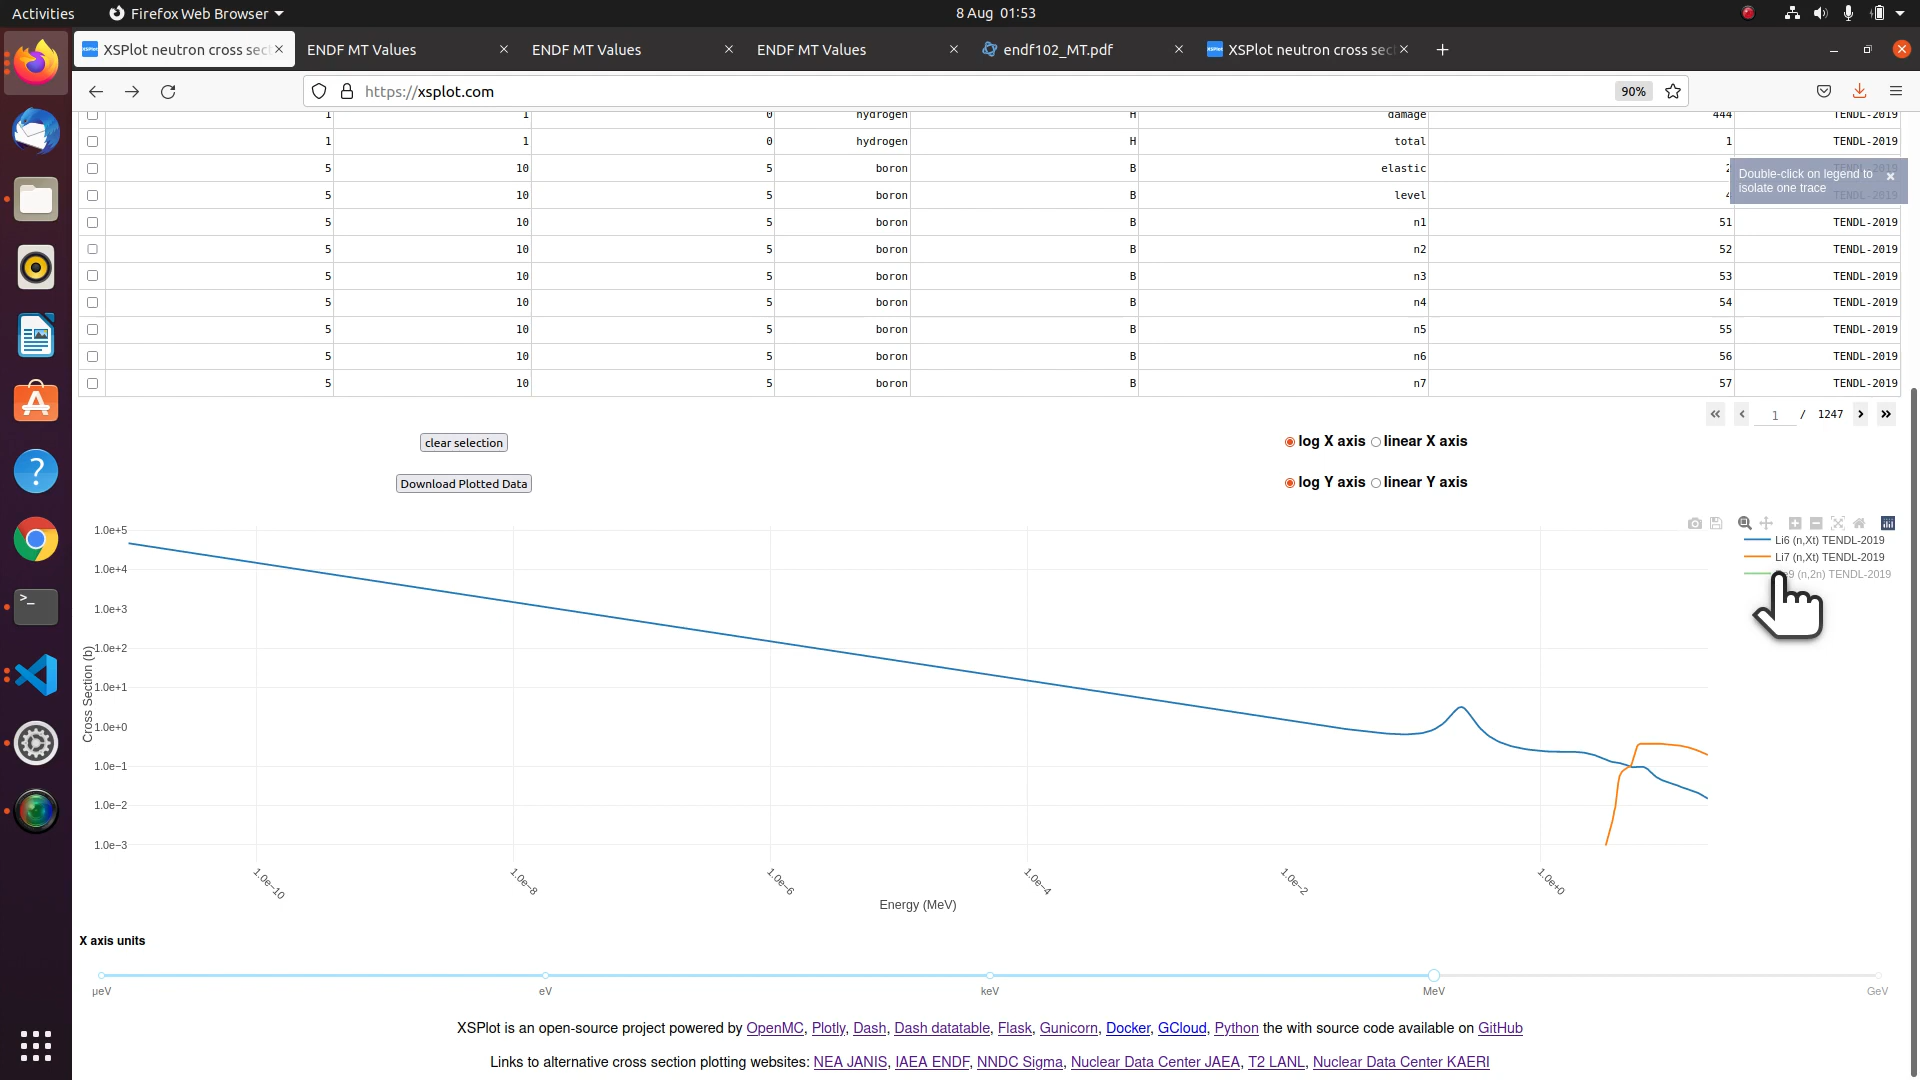 Activities Firefox Web Browser 8 Aug 01:53
XSPlot neutron cross sec ENDF MT Values ENDF MT Values ENDF MT Values endf102_MT.pdf XSPlot neutron cross sec
https://xsplot.com 90%
1 1 0 hydrogen H damage 444 TENDL-2019
1 1 0 hydrogen H total 1 TENDL-2019
5 10 5 boron B elastic 2
5 10 5 boron B level 4
Double-click on legend to
isolate one trace
5 10 5 boron B n1 51 TENDL-2019
5 10 5 boron B n2 52 TENDL-2019
5 10 5 boron B n3 53 TENDL-2019
5 10 5 boron B n4 54 TENDL-2019
5 10 5 boron B n5 55 TENDL-2019
5 10 5 boron B n6 56 TENDL-2019
5 10 5 boron B n7 57 TENDL-2019
« ‹ 1 / 1247 › »
clear selection
log X axis linear X axis
Download Plotted Data
log Y axis linear Y axis
Li6 (n,Xt) TENDL-2019
Li7 (n,Xt) TENDL-2019
(n,2n) TENDL-2019
Cross Section (b)
1.0e+5
1.0e+4
1.0e+3
1.0e+2
1.0e+1
1.0e+0
1.0e−1
1.0e−2
1.0e−3
1.0e−10 1.0e−8 1.0e−6 1.0e−4 1.0e−2 1.0e+0
Energy (MeV)
X axis units
μeV eV keV MeV GeV
XSPlot is an open-source project powered by OpenMC, Plotly, Dash, Dash datatable, Flask, Gunicorn, Docker, GCloud, Python the with source code available on GitHub
Links to alternative cross section plotting websites: NEA JANIS, IAEA ENDF, NNDC Sigma, Nuclear Data Center JAEA, T2 LANL, Nuclear Data Center KAERI